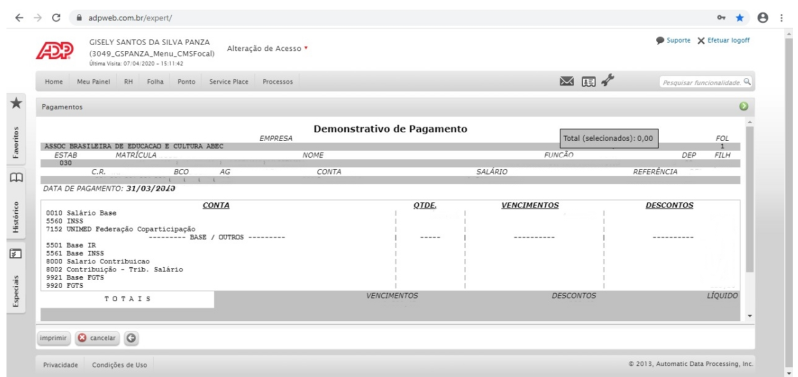 adpweb.com.br/expert/
ADP
GISELY SANTOS DA SILVA PANZA
(3049_GSPANZA_Menu_CMSFocal)
Última Visita: 07/04/2020 - 15:11:42
Alteração de Acesso *
Suporte Efetuar logoff
Home Meu Painel RH Folha Ponto Service Place Processos
Pesquisar funcionalidade
Favoritos
Histórico
Especiais
Pagamentos
Demonstrativo de Pagamento
Total (selecionados): 0,00
EMPRESA FOL
ASSOC BRASILEIRA DE EDUCACAO E CULTURA ABEC 1
ESTAB MATRÍCULA NOME FUNCÃO DEP FILH
030
C.R. BCO AG CONTA SALÁRIO REFERÊNCIA
DATA DE PAGAMENTO: 31/03/2020
CONTA QTDE. VENCIMENTOS DESCONTOS
0010 Salário Base
5560 INSS
7152 UNIMED Federação Coparticipação
--------- BASE / OUTROS --------- ----- ---------- ----------
5501 Base IR
5561 Base INSS
8000 Salario Contribuicao
8002 Contribuição - Trib. Salário
9921 Base FGTS
9920 FGTS
T O T A I S VENCIMENTOS DESCONTOS LÍQUIDO
imprimir cancelar
Privacidade Condições de Uso © 2013, Automatic Data Processing, Inc.